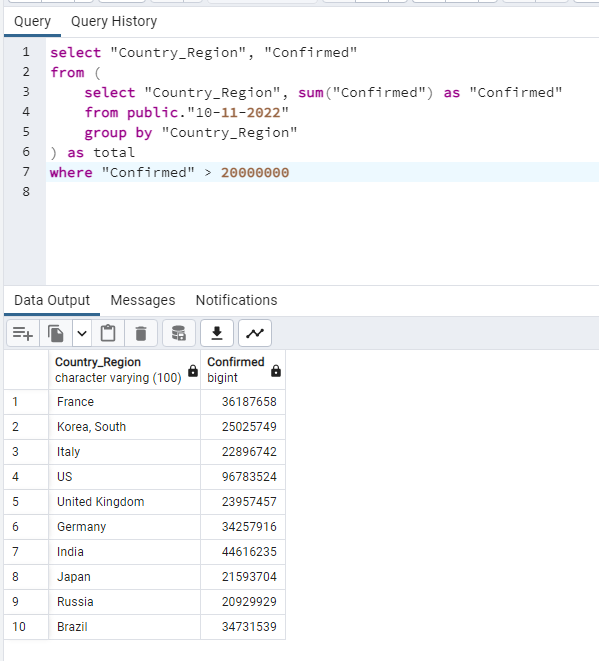 Query Query History
1 select "Country_Region", "Confirmed"
2 from (
3 select "Country_Region", sum("Confirmed") as "Confirmed"
4 from public."10-11-2022"
5 group by "Country_Region"
6 ) as total
7 where "Confirmed" > 20000000
8
Data Output Messages Notifications
Country_Region Confirmed
character varying (100) bigint
1 France 36187658
2 Korea, South 25025749
3 Italy 22896742
4 US 96783524
5 United Kingdom 23957457
6 Germany 34257916
7 India 44616235
8 Japan 21593704
9 Russia 20929929
10 Brazil 34731539